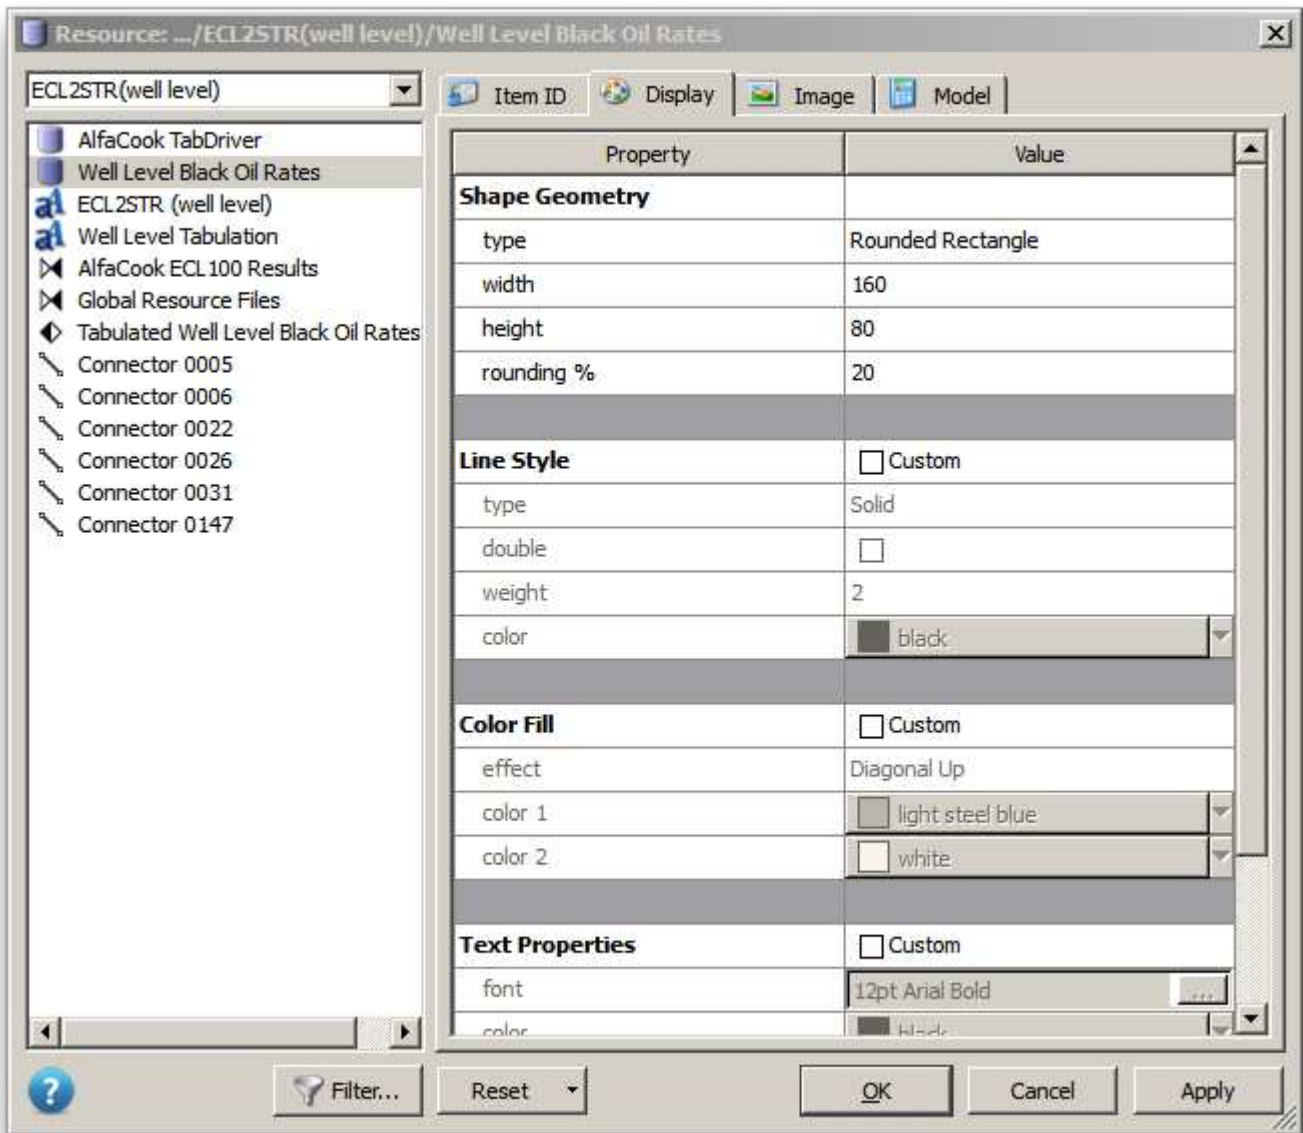 Resource: .../ECL2STR(well level)/Well Level Black Oil Rates
ECL2STR(well level)
AlfaCook TabDriver
Well Level Black Oil Rates
ECL2STR (well level)
Well Level Tabulation
AlfaCook ECL100 Results
Global Resource Files
Tabulated Well Level Black Oil Rates
Connector 0005
Connector 0006
Connector 0022
Connector 0026
Connector 0031
Connector 0147
Item ID Display Image Model
Property Value
Shape Geometry
type Rounded Rectangle
width 160
height 80
rounding % 20
Line Style Custom
type Solid
double
weight 2
color black
Color Fill Custom
effect Diagonal Up
color 1 light steel blue
color 2 white
Text Properties Custom
font 12pt Arial Bold ...
color black
? Filter... Reset OK Cancel Apply